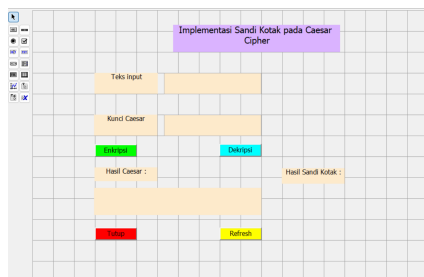 Implementasi Sandi Kotak pada Caesar
Cipher
Teks Input
Kunci Caesar
Enkripsi
Dekripsi
Hasil Caesar :
Hasil Sandi Kotak :
Tutup
Refresh